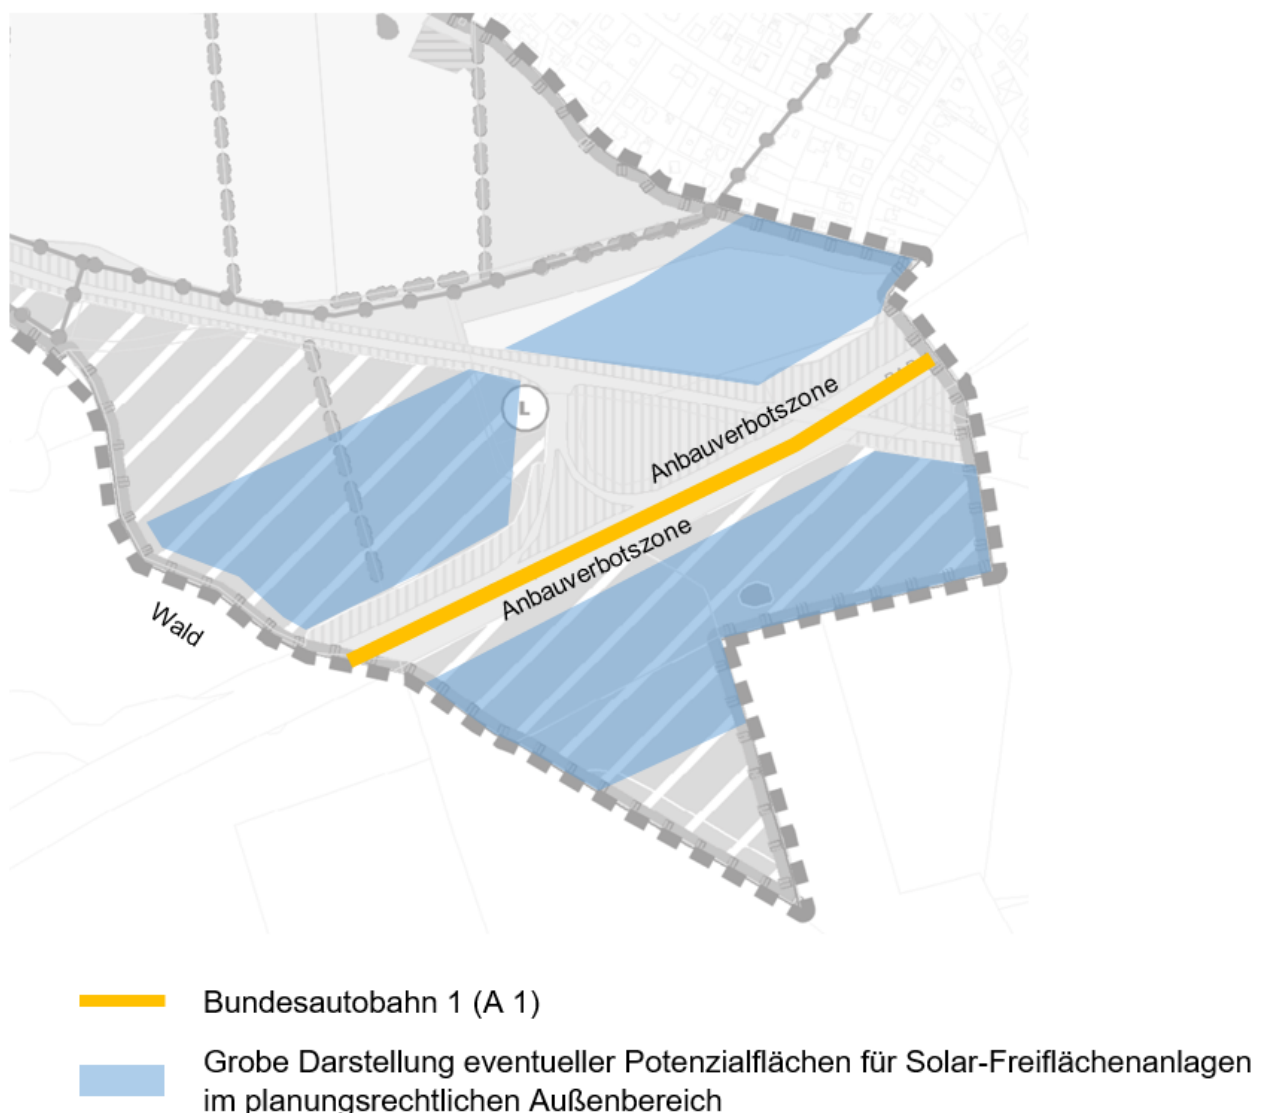 Anbauverbotszone
L
Anbauverbotszone
Wald
Bundesautobahn 1 (A 1)
Grobe Darstellung eventueller Potenzialflächen für Solar-Freiflächenanlagen
im planungsrechtlichen Außenbereich